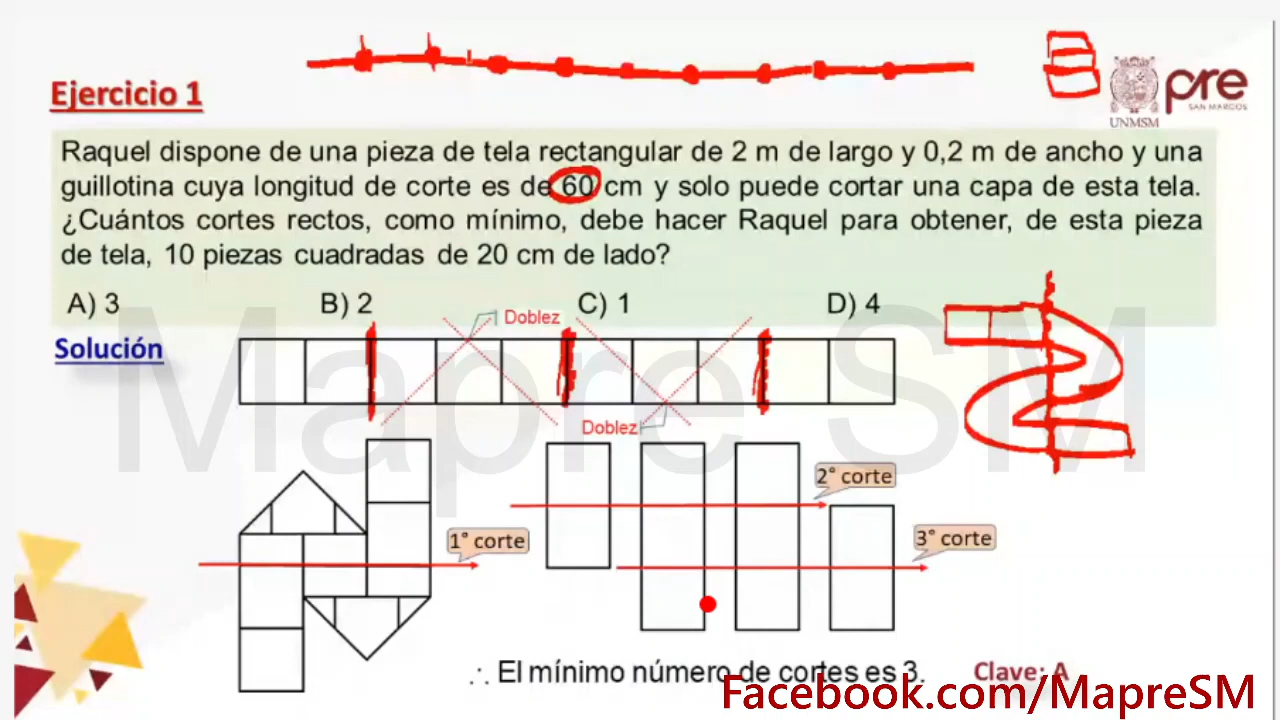 Ejercicio 1
UNMSM
pre
SAN MARCOS
Raquel dispone de una pieza de tela rectangular de 2 m de largo y 0,2 m de ancho y una
guillotina cuya longitud de corte es de 60 cm y solo puede cortar una capa de esta tela.
¿Cuántos cortes rectos, como mínimo, debe hacer Raquel para obtener, de esta pieza
de tela, 10 piezas cuadradas de 20 cm de lado?
A) 3 B) 2 C) 1 D) 4
Doblez
Solución
Mapre SM
Doblez
2° corte
1° corte
3° corte
∴ El mínimo número de cortes es 3. Clave: A
Facebook.com/MapreSM